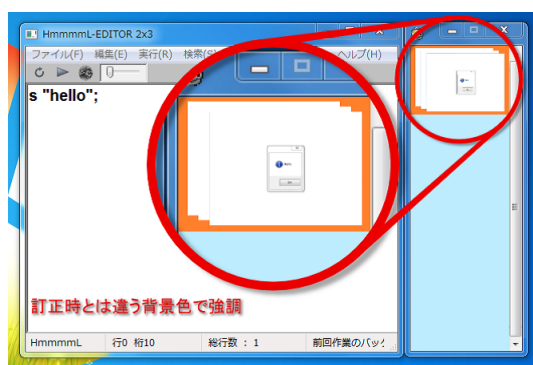 HmmmmL-EDITOR 2x3
ファイル(F) 編集(E) 実行(R) 検索(S) ヘルプ(H)
s "hello";
訂正時とは違う背景色で強調
HmmmmL 行0 桁10 総行数 : 1 前回作業のバック